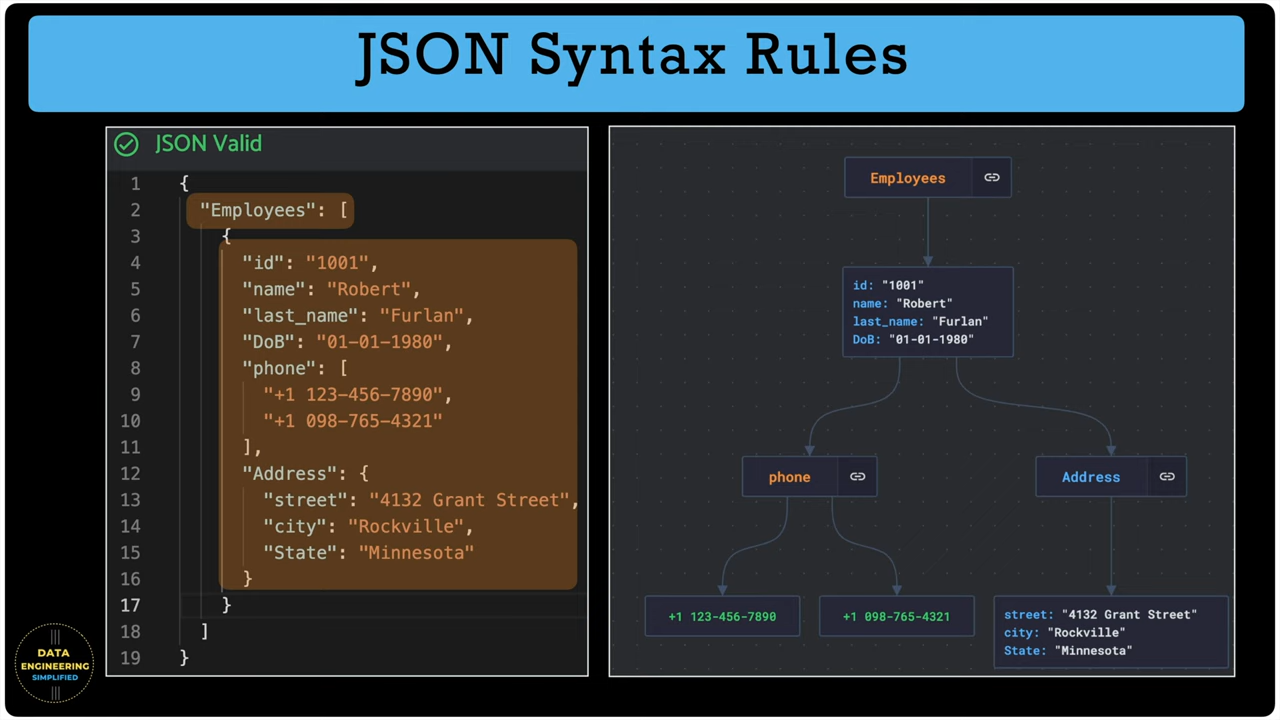 JSON Syntax Rules
JSON Valid
1 {
2 "Employees": [
3 {
4 "id": "1001",
5 "name": "Robert",
6 "last_name": "Furlan",
7 "DoB": "01-01-1980",
8 "phone": [
9 "+1 123-456-7890",
10 "+1 098-765-4321"
11 ],
12 "Address": {
13 "street": "4132 Grant Street",
14 "city": "Rockville",
15 "State": "Minnesota"
16 }
17 }
18 ]
19 }
Employees
id: "1001"
name: "Robert"
last_name: "Furlan"
DoB: "01-01-1980"
phone
Address
+1 123-456-7890
+1 098-765-4321
street: "4132 Grant Street"
city: "Rockville"
State: "Minnesota"
DATA
ENGINEERING
SIMPLIFIED